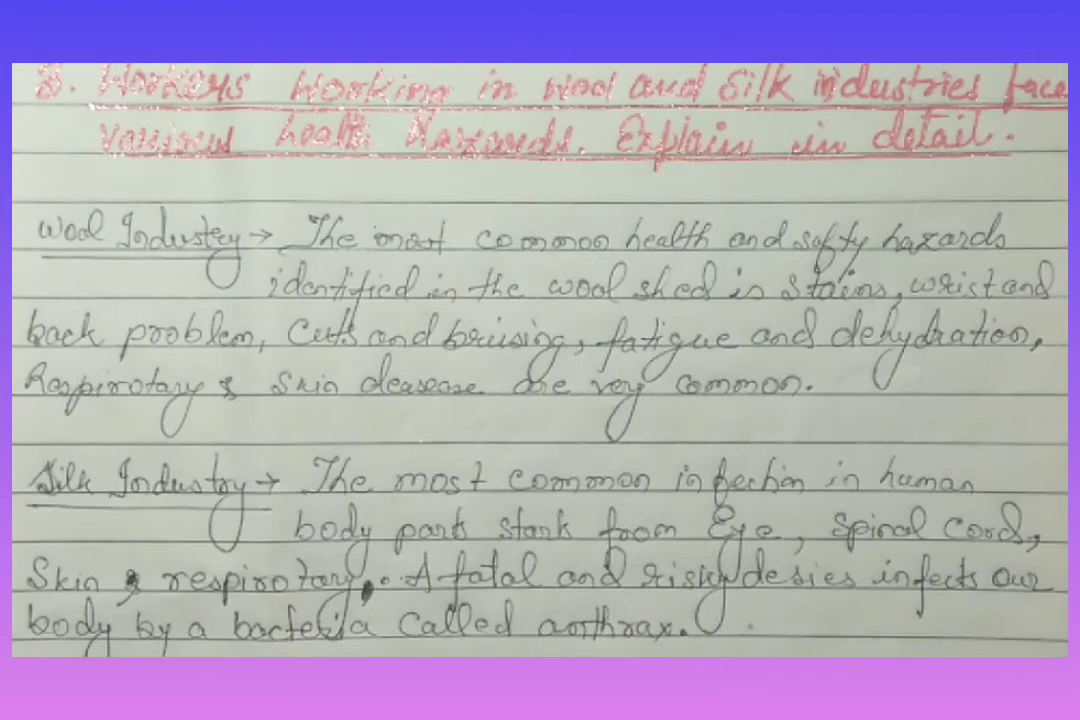 8. Workers Working in Wool and Silk industries face
various health Hazards. Explain in detail.
Wool Industry → The most common health and safty hazards
identified in the wool shed is stains, wrist and
back problem, Cuts and bruising, fatigue and dehydration,
Respirotary & Skin deasease are very common.
Silk Industry → The most common infection in human
body parts stark from Eye, Spinal Cord,
Skin & respirotary. A fatal and risky desies infects our
body by a bacteria called anthrax.